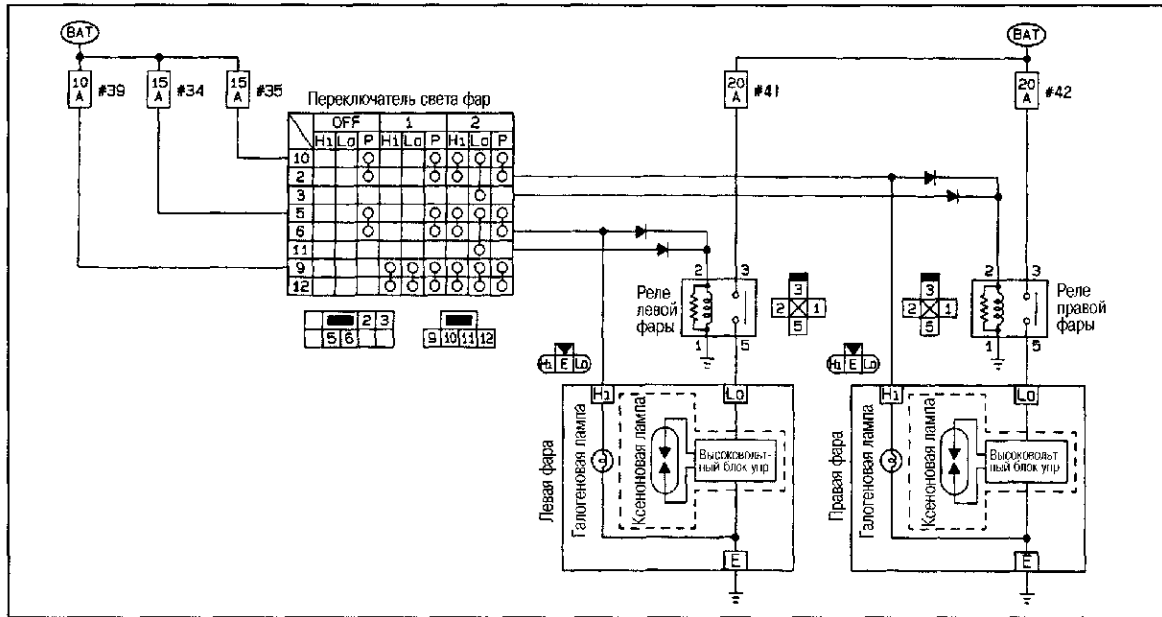 BAT
BAT
10 A #39
15 A #34
15 A #35
20 A #41
20 A #42
Переключатель света фар
OFF 1 2
Hi Lo P Hi Lo P Hi Lo P
10
2
3
5
6
11
9
12
2 3
5 6
9 10 11 12
2 3
Реле
левой
фары
1 5
3
2 1
5
3
2 1
5
2 3
Реле
правой
фары
1 5
Hi E Lo
Hi E Lo
Hi Lo
Левая фара
Галогеновая лампа
Ксеноновая лампа
Высоковольт-
ный блок упр
E
Hi Lo
Правая фара
Галогеновая лампа
Ксеноновая лампа
Высоковольт
ный блок упр
E